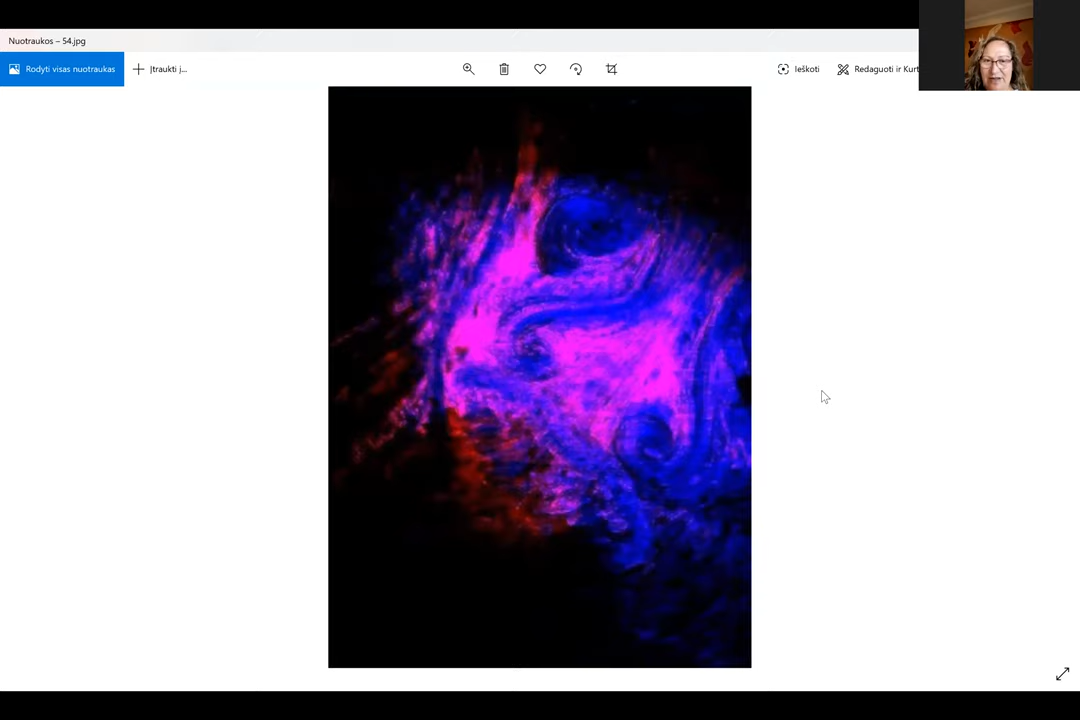 Nuotraukos – 54.jpg
Rodyti visas nuotraukas
Įtraukti į...
Ieškoti
Redaguoti ir Kurt